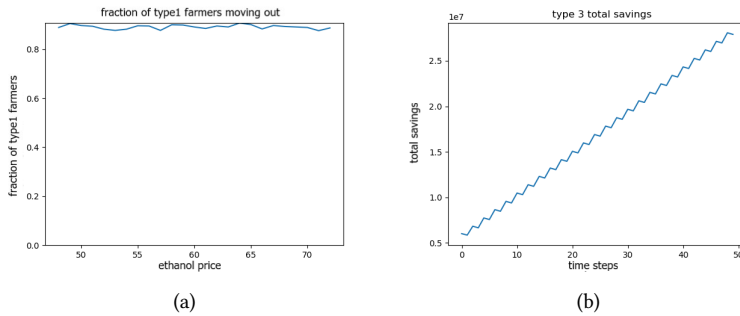 fraction of type1 farmers moving out
fraction of type1 farmers
0.8
0.6
0.4
0.2
0.0
50
55
60
65
70
ethanol price
(a)
type 3 total savings
1e7
total savings
2.5
2.0
1.5
1.0
0.5
0
10
20
30
40
50
time steps
(b)